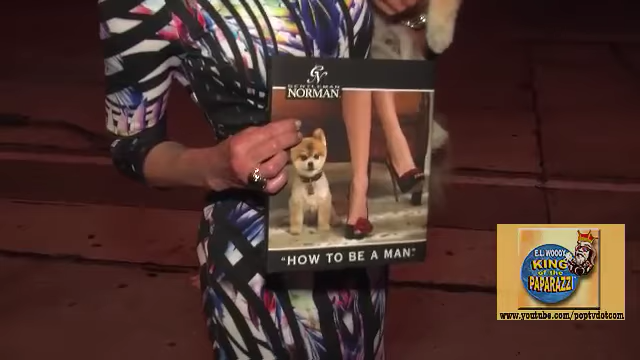 GN
GENTLEMAN
NORMAN
"HOW TO BE A MAN"
E.L. WOODY
KING
of the
PAPARAZZI
www.youtube.com/poptvdotcom